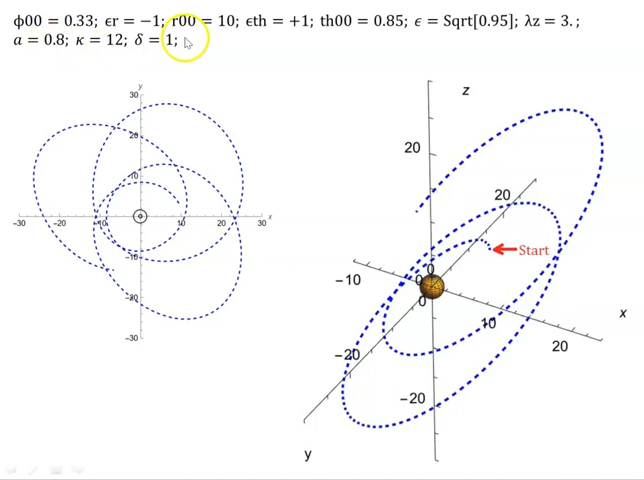 ϕ00 = 0.33; ϵr = −1; r00 = 10; ϵth = +1; th00 = 0.85; ϵ = Sqrt[0.95]; λz = 3.;
a = 0.8; κ = 12; δ = 1;
y
30
20
10
−30 −20 −10 10 20 30 x
−10
−20
−30
z
20
20
Start
−10
0
0
0
x
10
20
−20
−20
y